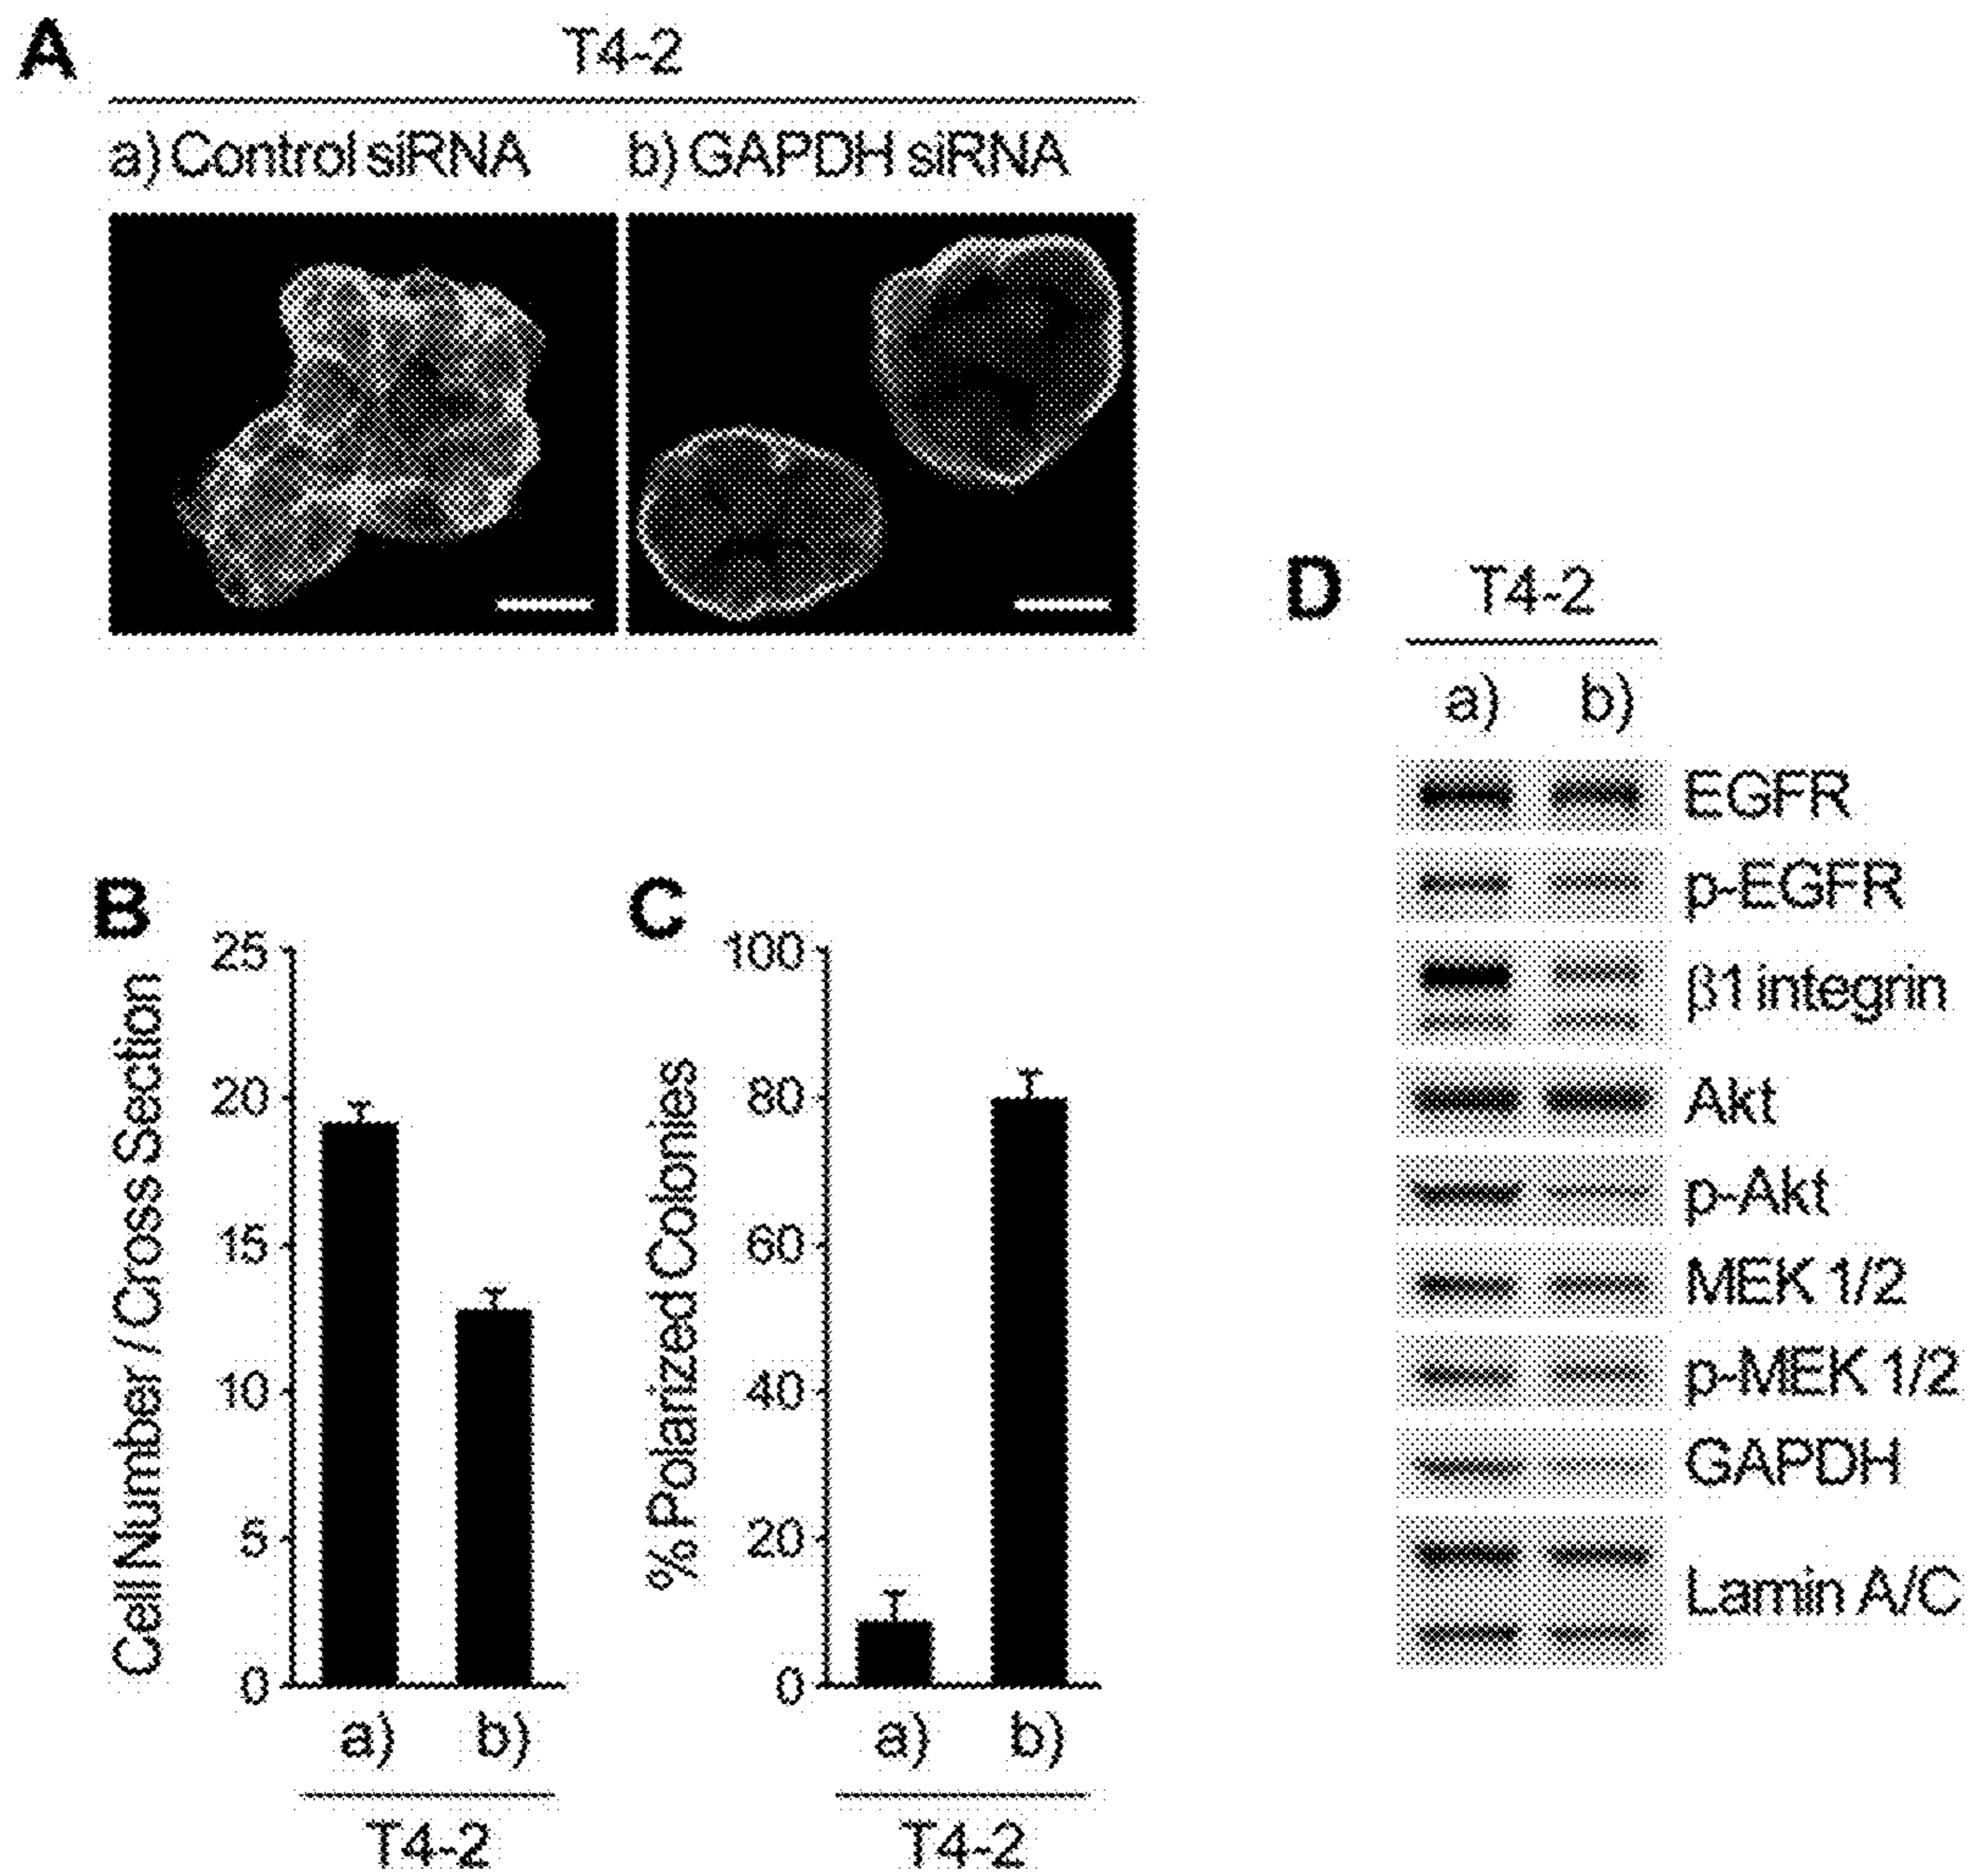 A
T4-2
a) Control siRNA
b) GAPDH siRNA
B
Cell Number / Cross Section
25
20
15
10
5
0
a)
b)
T4-2
C
% Polarized Colonies
100
80
60
40
20
0
a)
b)
T4-2
D
T4-2
a)
b)
EGFR
p-EGFR
β1 integrin
Akt
p-Akt
MEK 1/2
p-MEK 1/2
GAPDH
Lamin A/C